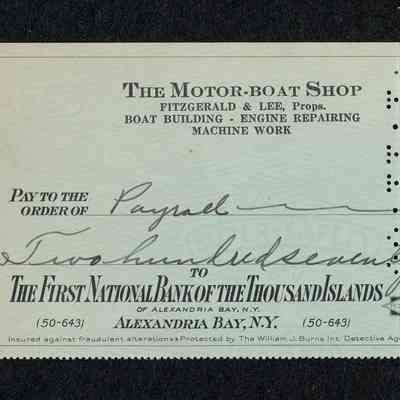 THE MOTOR-BOAT SHOP
FITZGERALD & LEE, Props.
BOAT BUILDING - ENGINE REPAIRING
MACHINE WORK
PAY TO THE
ORDER OF Payroll
Two hundred seven
TO
THE FIRST NATIONAL BANK OF THE THOUSAND ISLANDS
OF ALEXANDRIA BAY, N.Y.
(50-643) ALEXANDRIA BAY, N.Y. (50-643)
Insured against fraudulent alterations Protected by The William J. Burns Int. Detective Ag